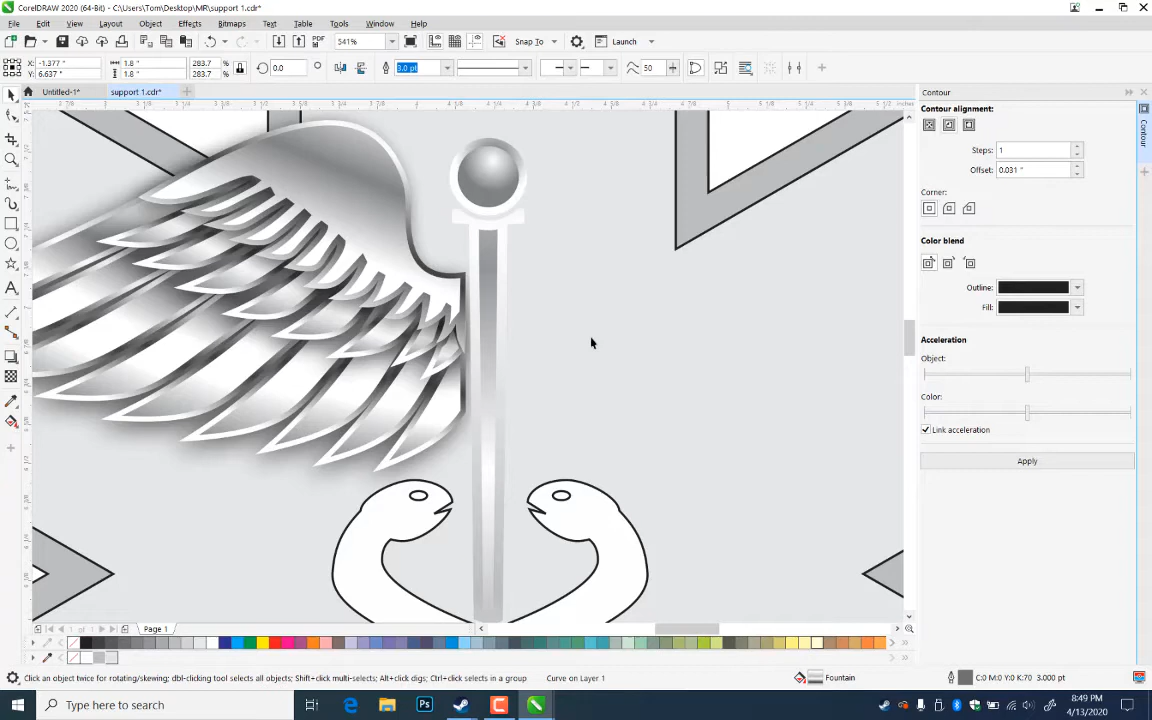 CorelDRAW 2020 (64-Bit) - C:\Users\Tom\Desktop\MR\support 1.cdr*
File Edit View Layout Object Effects Bitmaps Text Table Tools Window Help
541% Snap To Launch
X: -1.377 " 1.8 " 283.7 % 0.0 3.0 pt 50
Y: 6.637 " 1.8 " 283.7 %
Untitled-1* support 1.cdr*
Contour
Contour alignment:
Steps: 1
Offset: 0.031 "
Corner:
Color blend
Outline:
Fill:
Acceleration
Object:
Color:
Link acceleration
Apply
Contour
Page 1
Click an object twice for rotating/skewing; dbl-clicking tool selects all objects; Shift+click multi-selects; Alt+click digs; Ctrl+click selects in a group Curve on Layer 1 Fountain C:0 M:0 Y:0 K:70 3.000 pt
Type here to search
8:49 PM
4/13/2020